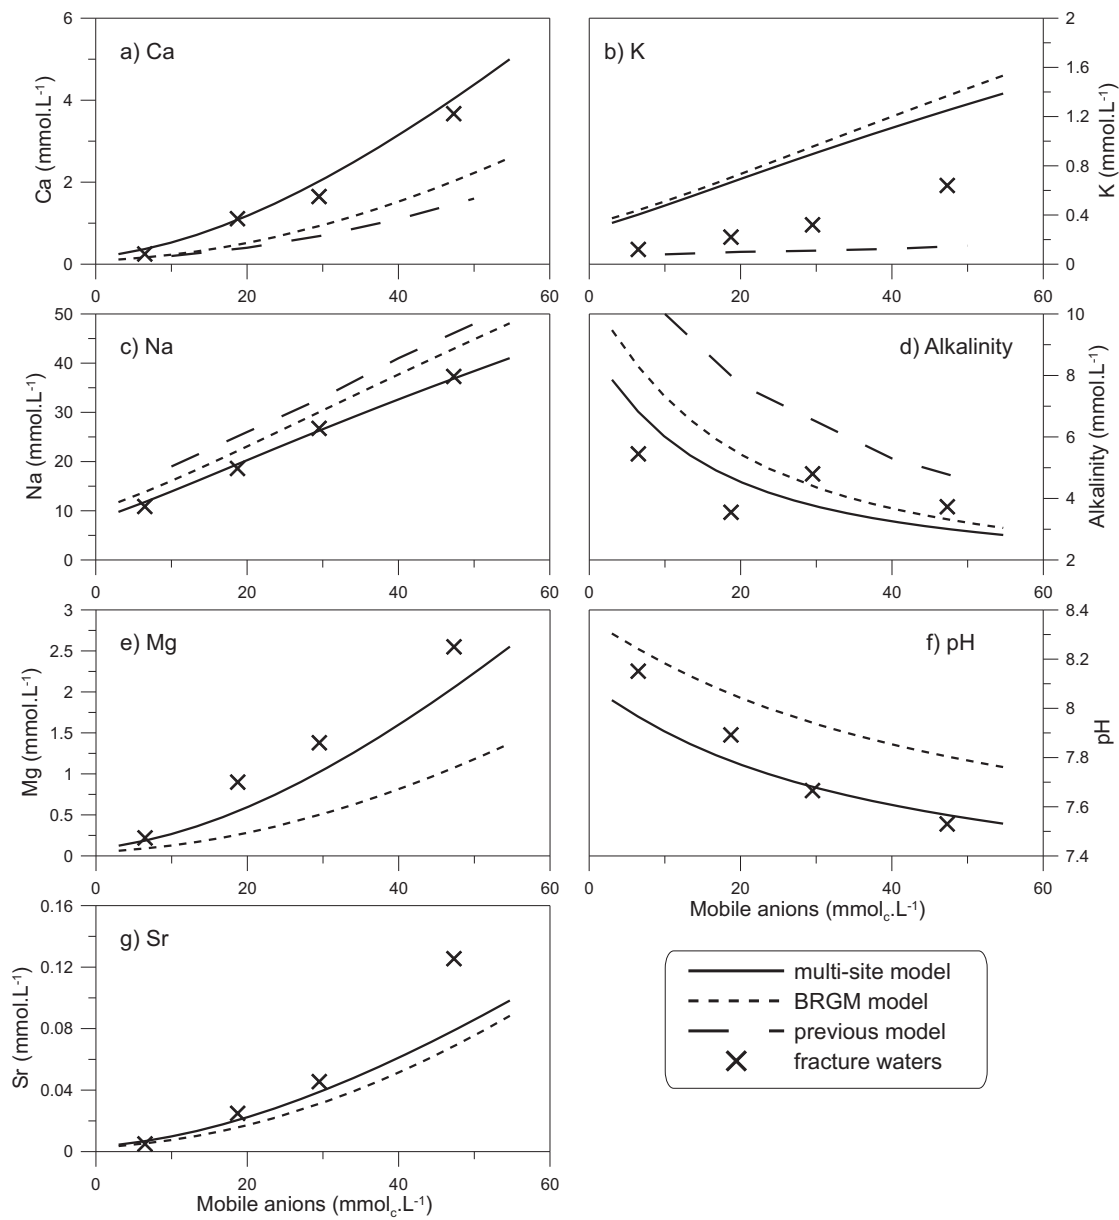 a) Ca
Ca (mmol.L-1)
6
4
2
0
0 20 40 60
b) K
K (mmol.L-1)
2
1.6
1.2
0.8
0.4
0
0 20 40 60
c) Na
Na (mmol.L-1)
50
40
30
20
10
0
0 20 40 60
d) Alkalinity
Alkalinity (mmol.L-1)
10
8
6
4
2
0 20 40 60
e) Mg
Mg (mmol.L-1)
3
2.5
2
1.5
1
0.5
0
0 20 40 60
f) pH
pH
8.4
8.2
8
7.8
7.6
7.4
0 20 40 60
Mobile anions (mmolc.L-1)
g) Sr
Sr (mmol.L-1)
0.16
0.12
0.08
0.04
0
0 20 40 60
Mobile anions (mmolc.L-1)
multi-site model
BRGM model
previous model
fracture waters